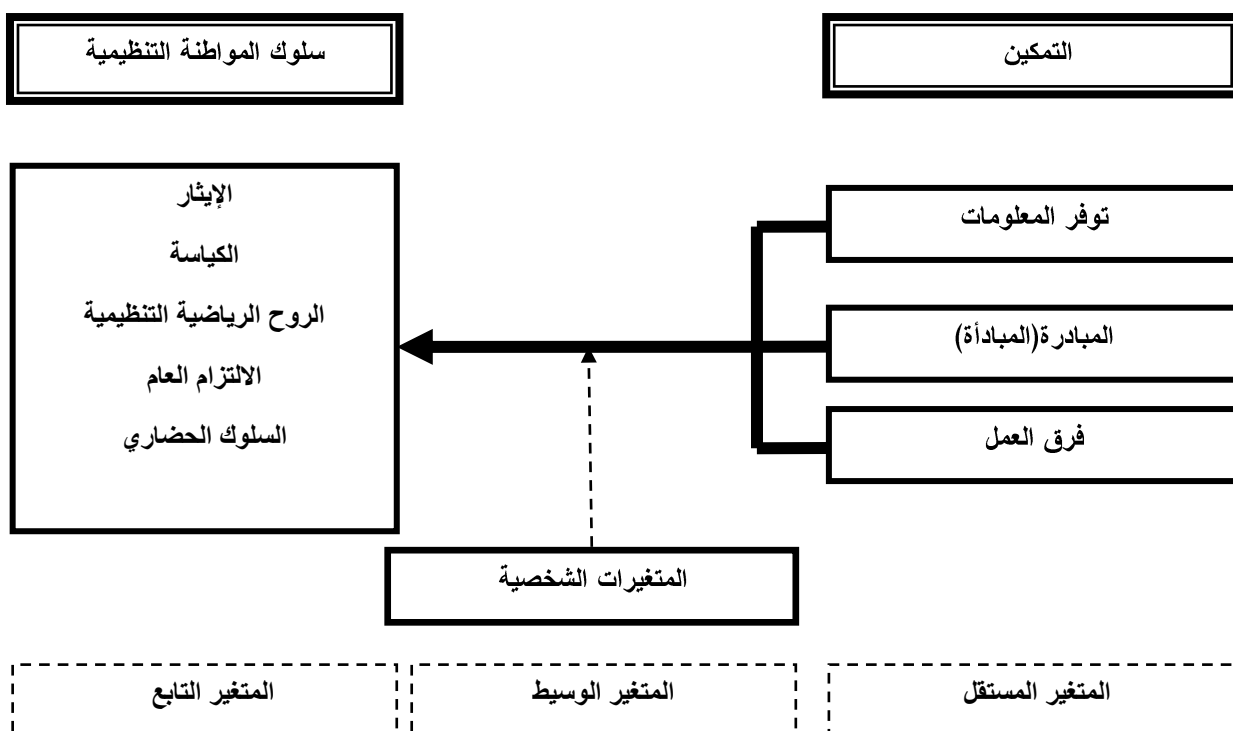 التمكين
سلوك المواطنة التنظيمية
توفر المعلومات
المبادرة(المبادأة)
فرق العمل
الإيثار
الكياسة
الروح الرياضية التنظيمية
الالتزام العام
السلوك الحضاري
المتغيرات الشخصية
المتغير المستقل
المتغير الوسيط
المتغير التابع